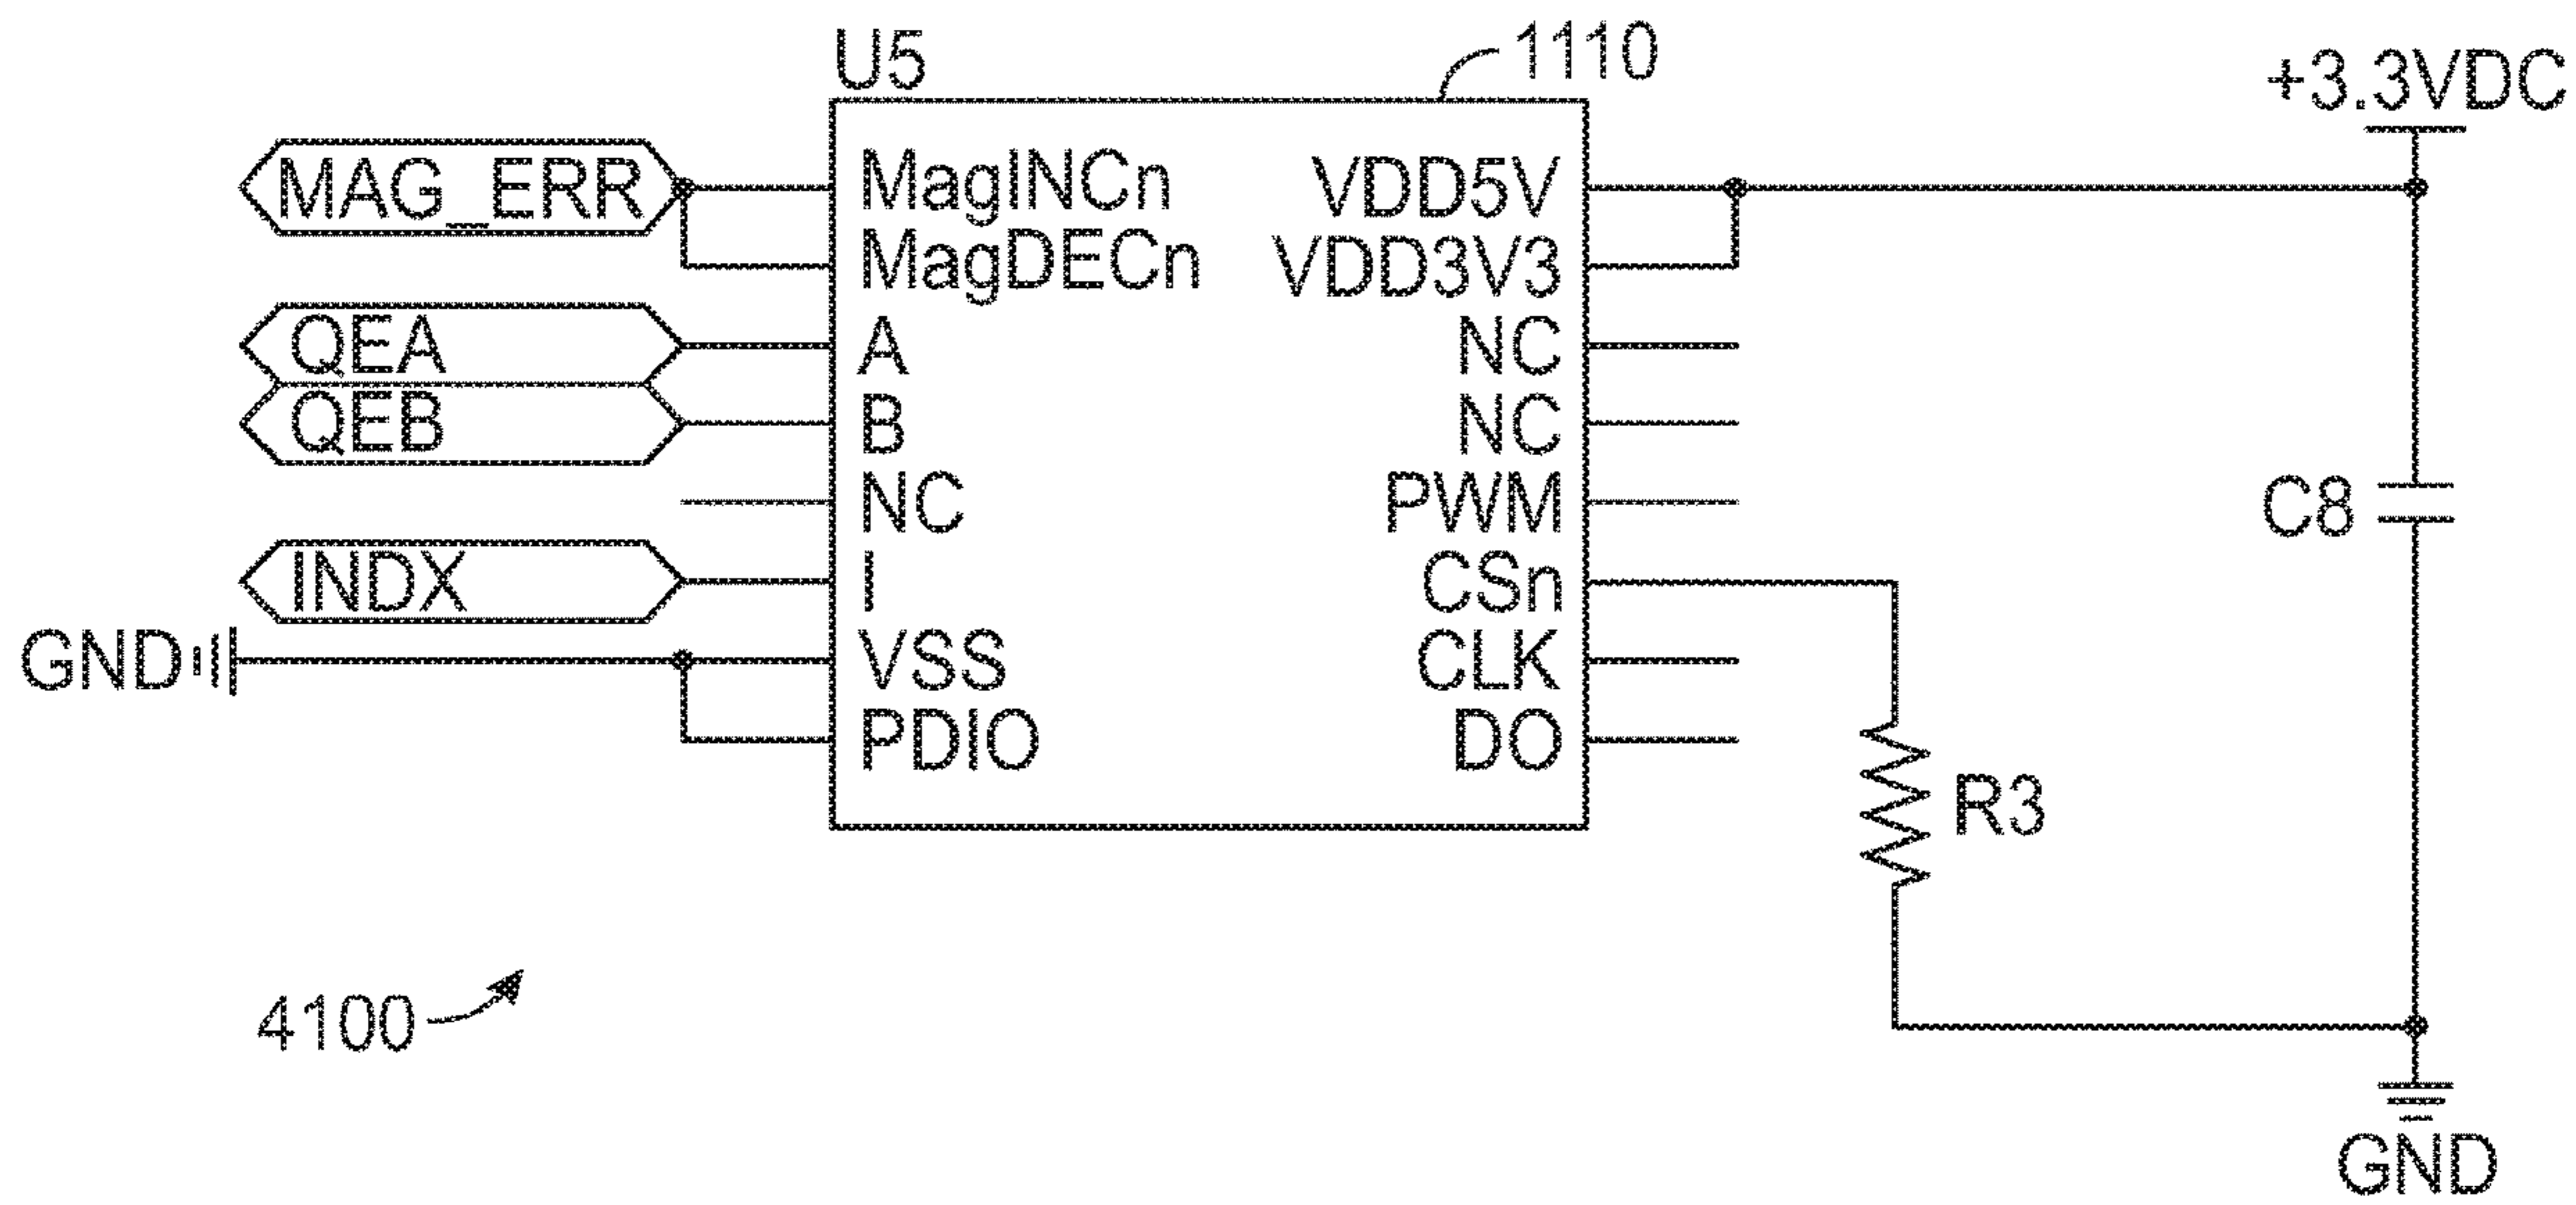 U5
1110
+3.3VDC
MAG_ERR MagINCn VDD5V
MagDECn VDD3V3
QEA A NC
QEB B NC
NC PWM
C8
INDX I CSn
GND VSS CLK
PDIO DO
R3
4100
GND